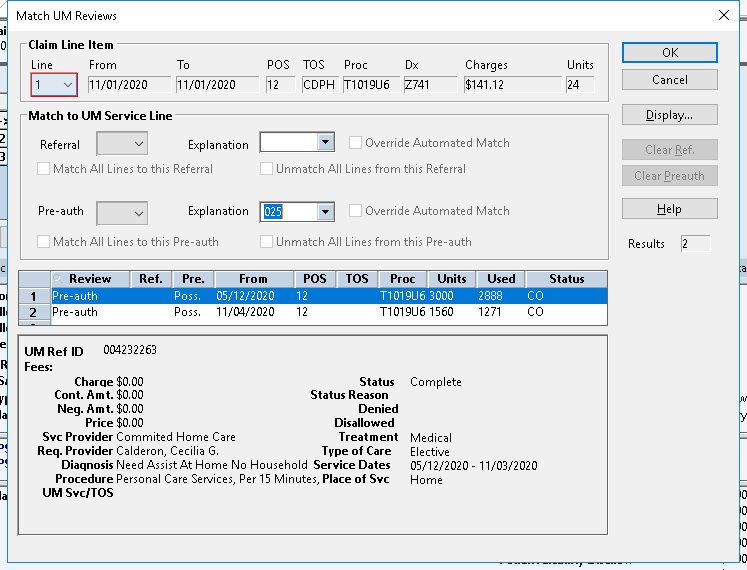 Match UM Reviews
Claim Line Item
Line From To POS TOS Proc Dx Charges Units
1 11/01/2020 11/01/2020 12 CDPH T1019U6 Z741 $141.12 24
OK
Cancel
Display...
Clear Ref.
Clear Preauth
Help
Results 2
Match to UM Service Line
Referral Explanation Override Automated Match
Match All Lines to this Referral Unmatch All Lines from this Referral
Pre-auth Explanation 025 Override Automated Match
Match All Lines to this Pre-auth Unmatch All Lines from this Pre-auth
Review Ref. Pre. From POS TOS Proc Units Used Status
1 Pre-auth Poss. 05/12/2020 12 T1019U6 3000 2888 CO
2 Pre-auth Poss. 11/04/2020 12 T1019U6 1560 1271 CO
UM Ref ID 004232263
Fees:
Charge $0.00 Status Complete
Cont. Amt. $0.00 Status Reason
Neg. Amt. $0.00 Denied
Price $0.00 Disallowed
Svc Provider Commited Home Care Treatment Medical
Req. Provider Calderon, Cecilia G. Type of Care Elective
Diagnosis Need Assist At Home No Household Service Dates 05/12/2020 - 11/03/2020
Procedure Personal Care Services, Per 15 Minutes, Place of Svc Home
UM Svc/TOS